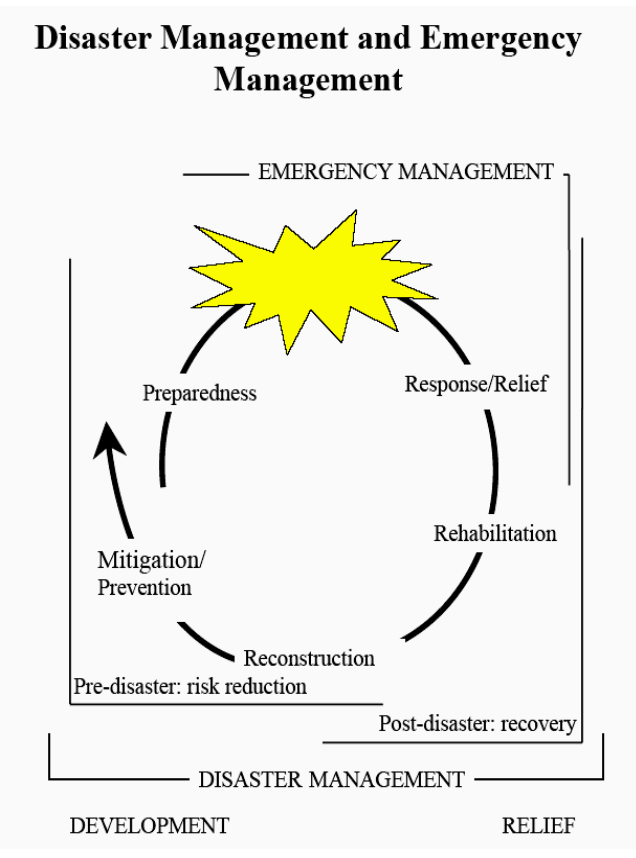 Disaster Management and Emergency
Management
EMERGENCY MANAGEMENT
Preparedness
Response/Relief
Rehabilitation
Mitigation/
Prevention
Reconstruction
Pre-disaster: risk reduction
Post-disaster: recovery
DISASTER MANAGEMENT
DEVELOPMENT
RELIEF